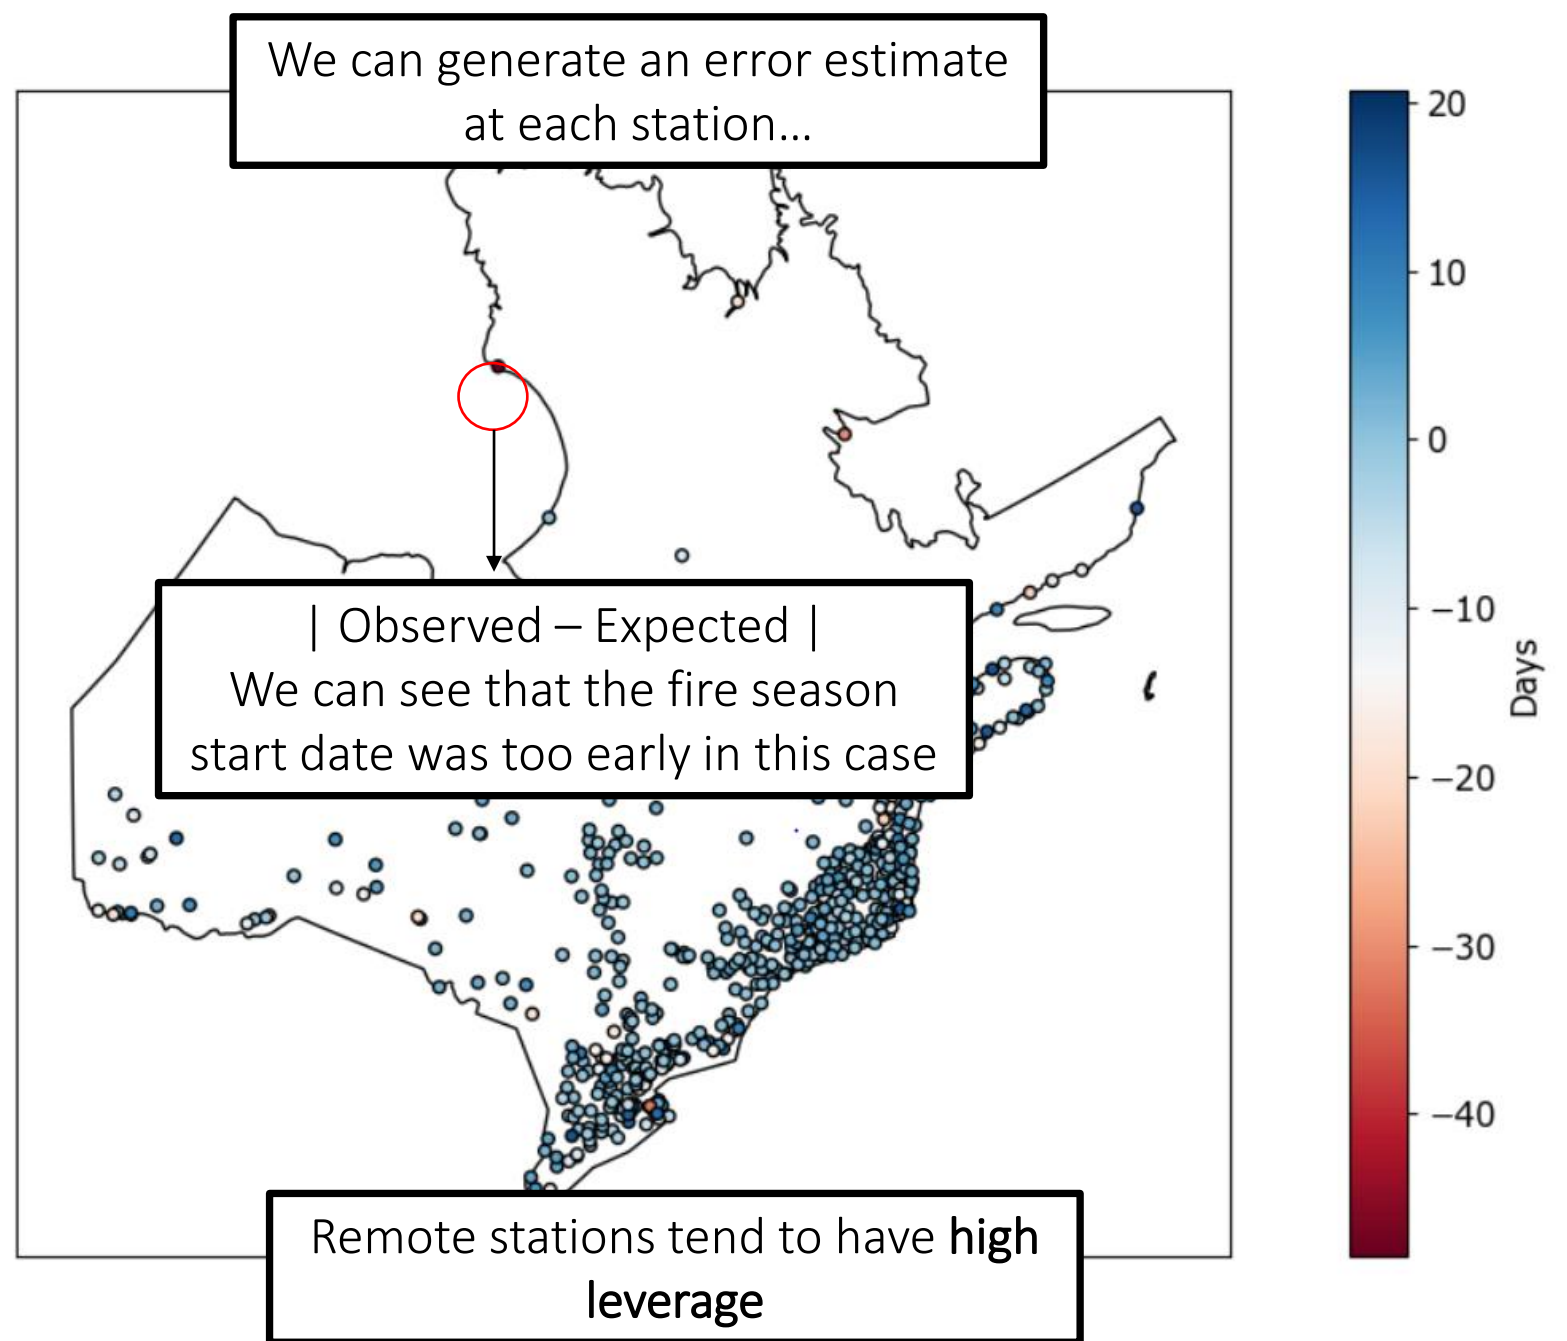 We can generate an error estimate
at each station…
20
10
0
−10
−20
−30
−40
Days
| Observed – Expected |
We can see that the fire season
start date was too early in this case
Remote stations tend to have high
leverage